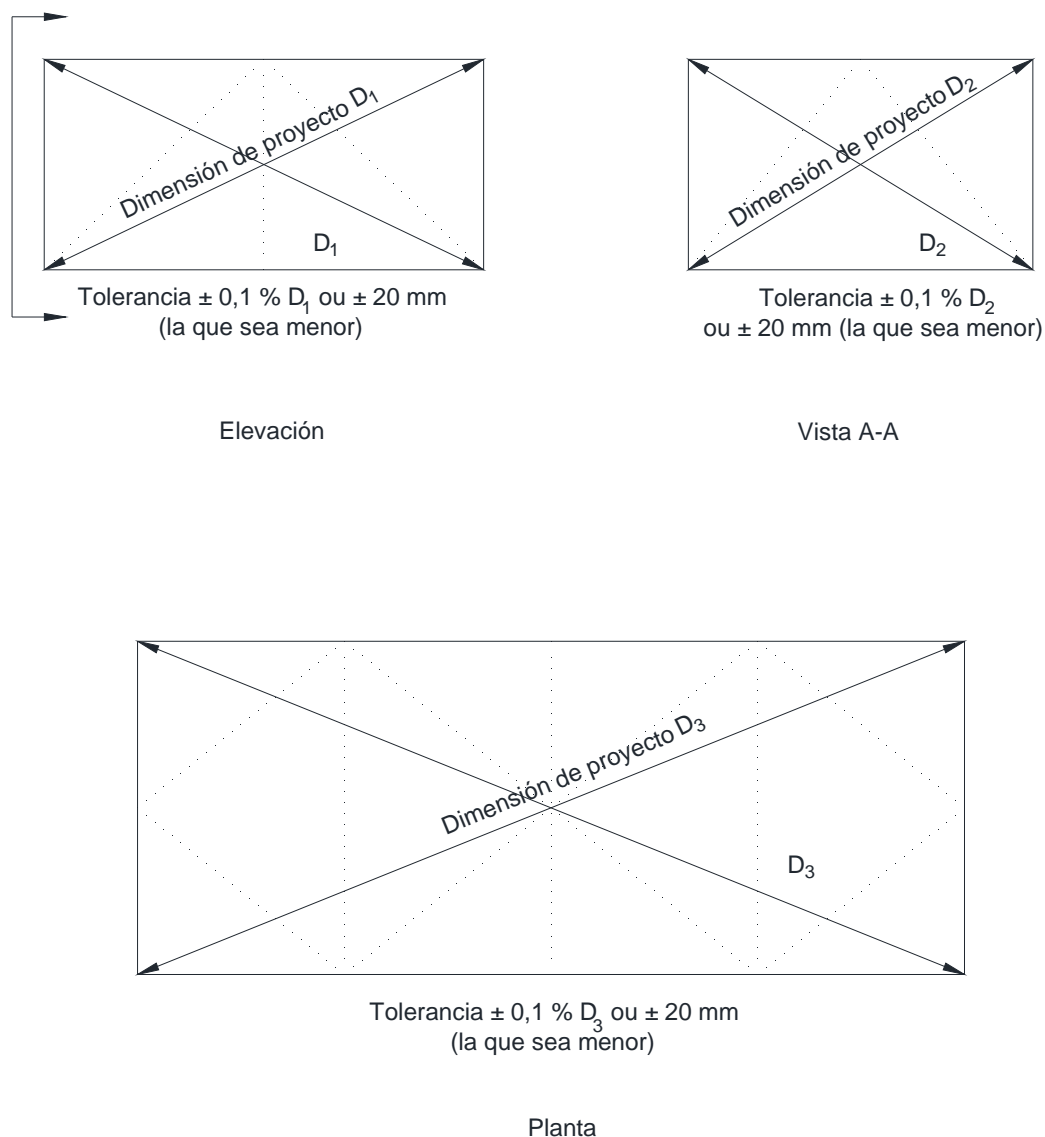 Dimensión de proyecto D₁
D₁
Tolerancia ± 0,1 % D₁ ou ± 20 mm
(la que sea menor)
Elevación
Dimensión de proyecto D₂
D₂
Tolerancia ± 0,1 % D₂
ou ± 20 mm (la que sea menor)
Vista A-A
Dimensión de proyecto D₃
D₃
Tolerancia ± 0,1 % D₃ ou ± 20 mm
(la que sea menor)
Planta